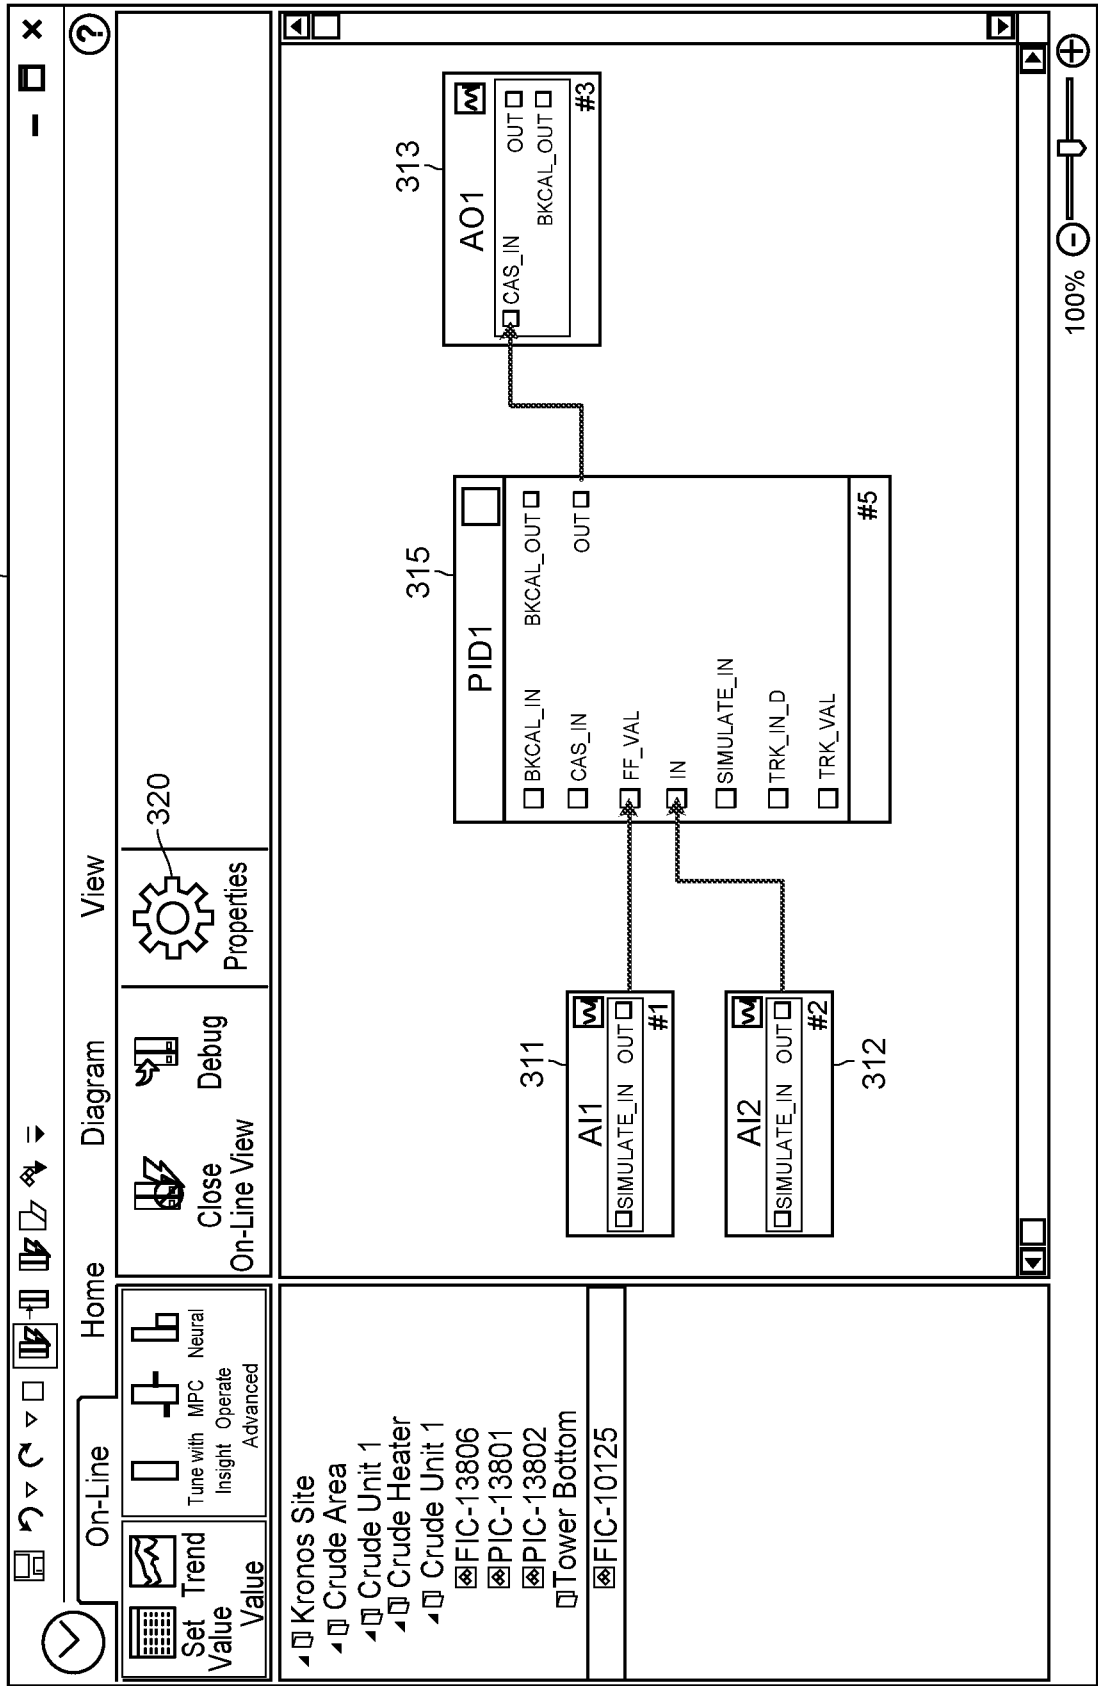 On-Line
Home
Diagram
View
?
Set
Value
Trend
Value
Tune with
Insight
MPC
Operate
Neural
Advanced
Close
On-Line View
Debug
Properties
320
Kronos Site
Crude Area
Crude Unit 1
Crude Heater
Crude Unit 1
FIC-13806
PIC-13801
PIC-13802
Tower Bottom
FIC-10125
311
AI1
SIMULATE_IN OUT
#1
AI2
SIMULATE_IN OUT
#2
312
315
PID1
BKCAL_IN BKCAL_OUT
CAS_IN OUT
FF_VAL
IN
SIMULATE_IN
TRK_IN_D
TRK_VAL
#5
313
AO1
CAS_IN OUT
BKCAL_OUT
#3
100%